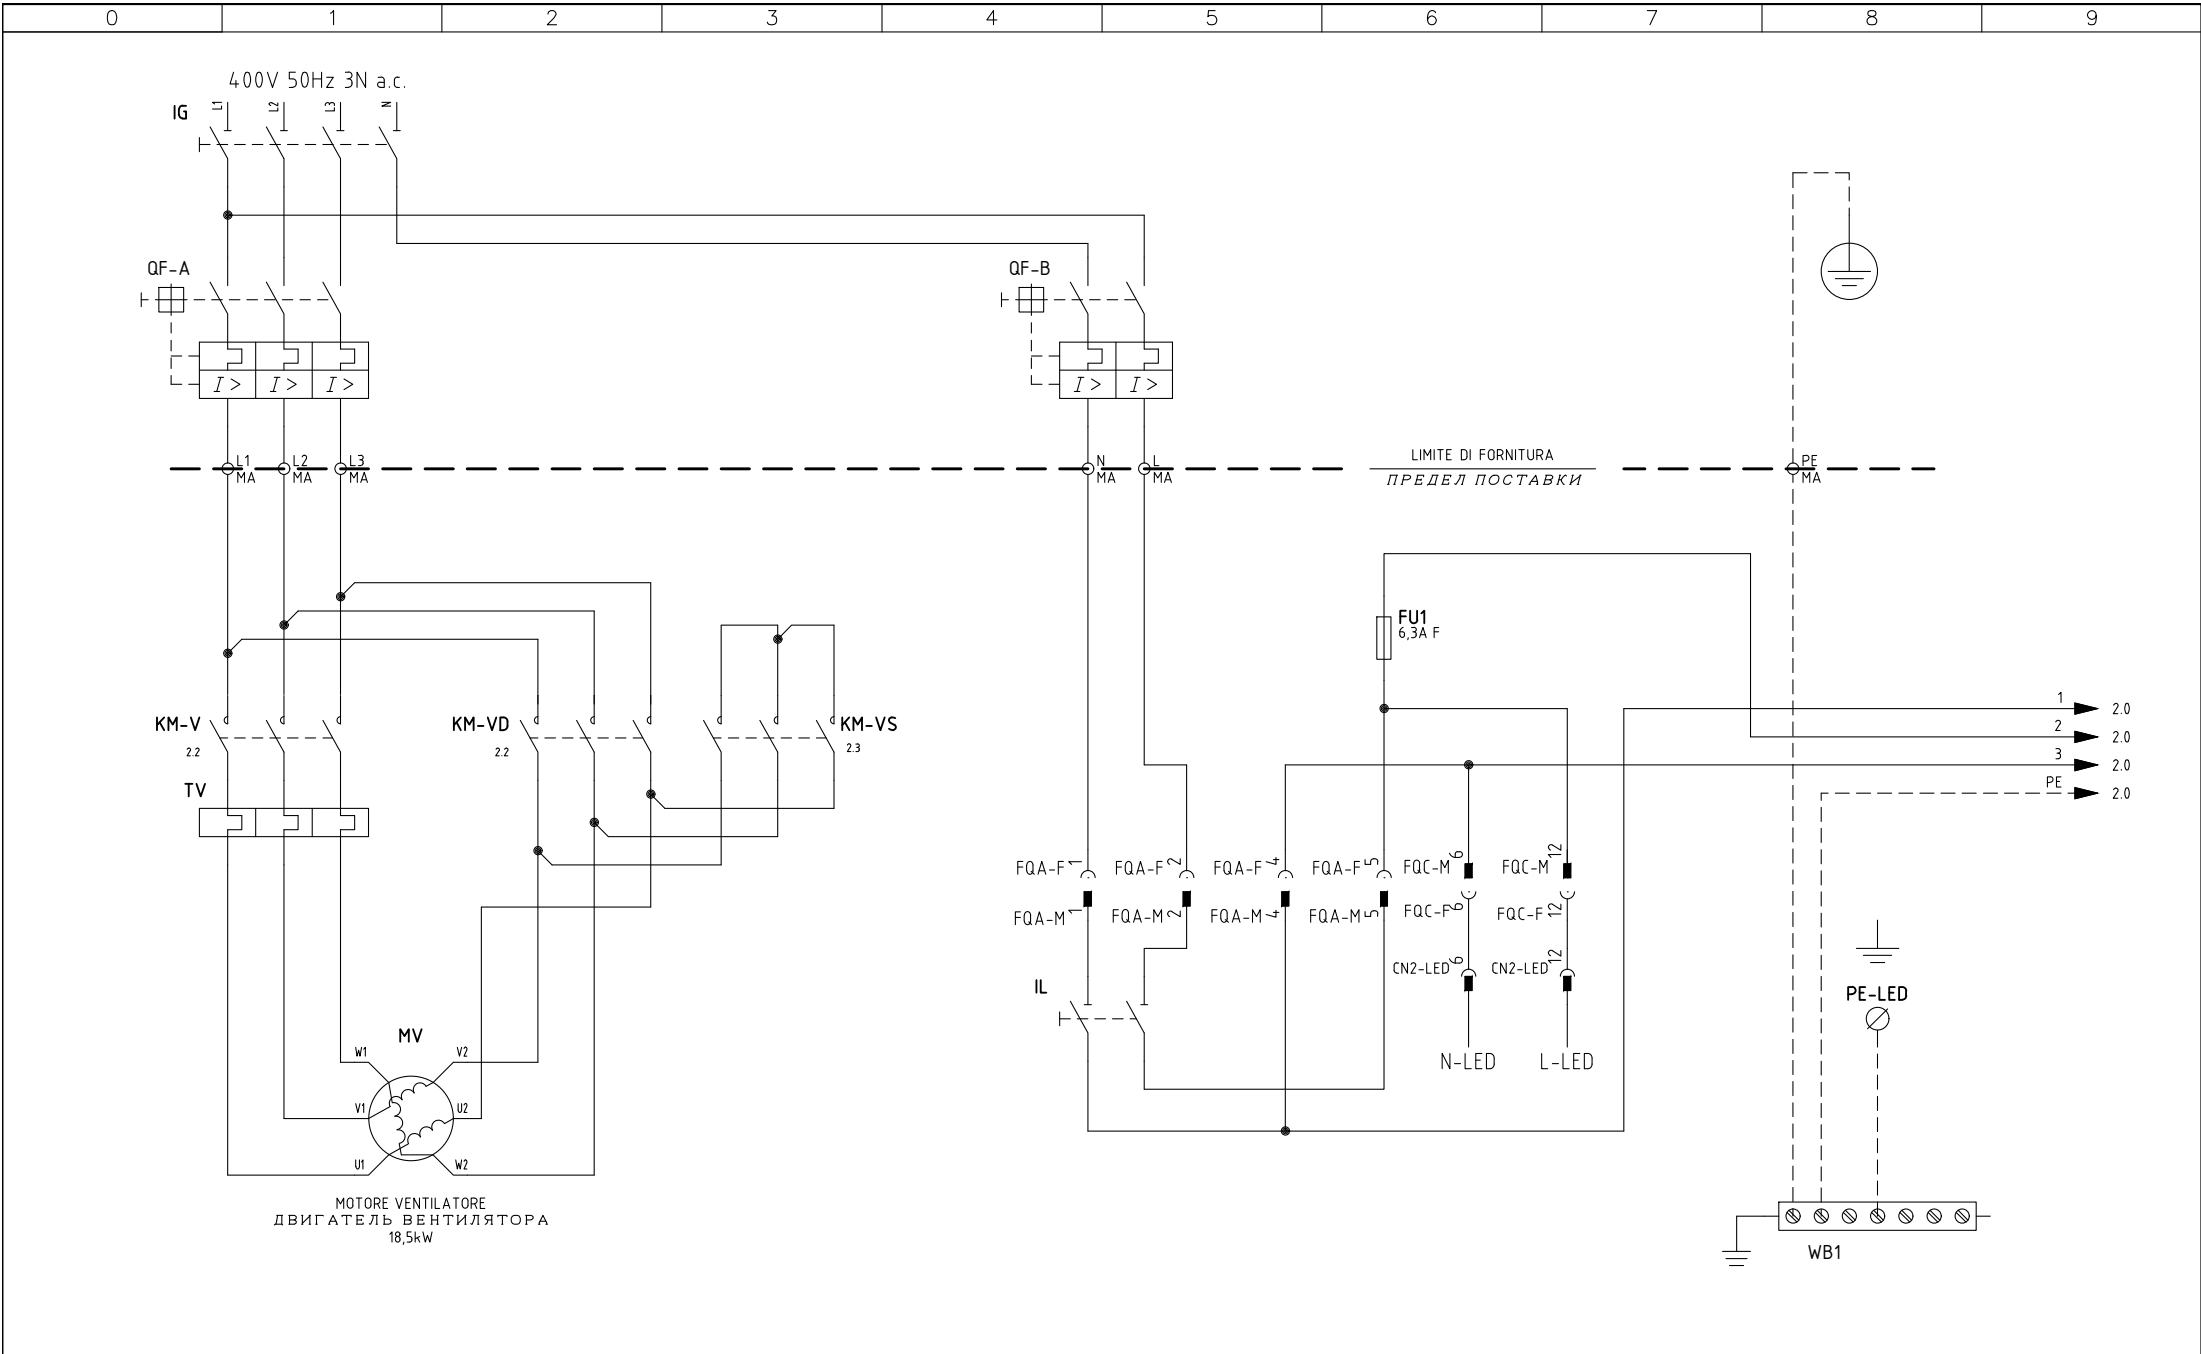 0 1 2 3 4 5 6 7 8 9
400V 50Hz 3N a.c.
IG
L1 L2 L3 N
QF-A
QF-B
I> I> I>
I> I>
L1 MA
L2 MA
L3 MA
N MA
L MA
LIMITE DI FORNITURA
ПРЕДЕЛ ПОСТАВКИ
PE MA
FU1
6,3A F
KM-V
2.2
KM-VD
2.2
KM-VS
2.3
1 2.0
2 2.0
3 2.0
PE 2.0
TV
FQA-F 1
FQA-F 2
FQA-F 4
FQA-F 5
FQC-M 6
FQC-M 12
FQA-M 1
FQA-M 2
FQA-M 4
FQA-M 5
FQC-F 6
FQC-F 12
CN2-LED 6
CN2-LED 12
IL
PE-LED
N-LED
L-LED
MV
W1
V2
V1
U2
U1
W2
MOTORE VENTILATORE
ДВИГАТЕЛЬ ВЕНТИЛЯТОРА
18,5kW
WB1